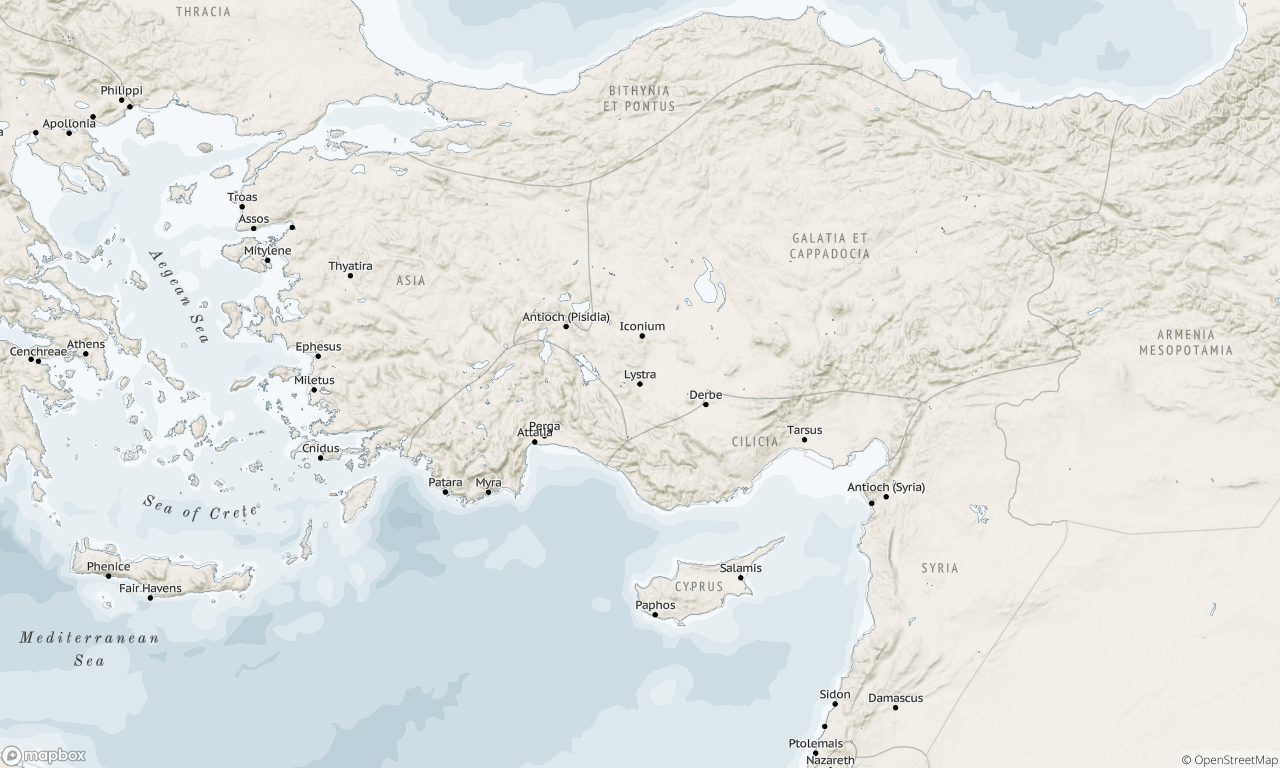 THRACIA
Philippi
BITHYNIA
ET PONTUS
Apollonia
a
Troas
Assos
Mitylene
Aegean Sea
Thyatira
ASIA
GALATIA ET
CAPPADOCIA
Antioch (Pisidia)
Iconium
ARMENIA
MESOPOTAMIA
Athens
Cenchreae
Ephesus
Miletus
Lystra
Derbe
Perga
Attalia
CILICIA
Tarsus
Cnidus
Patara
Myra
Antioch (Syria)
Sea of Crete
Phenice
Fair Havens
CYPRUS
Salamis
SYRIA
Paphos
Mediterranean
Sea
Sidon
Damascus
Ptolemais
Nazareth
mapbox
© OpenStreetMap